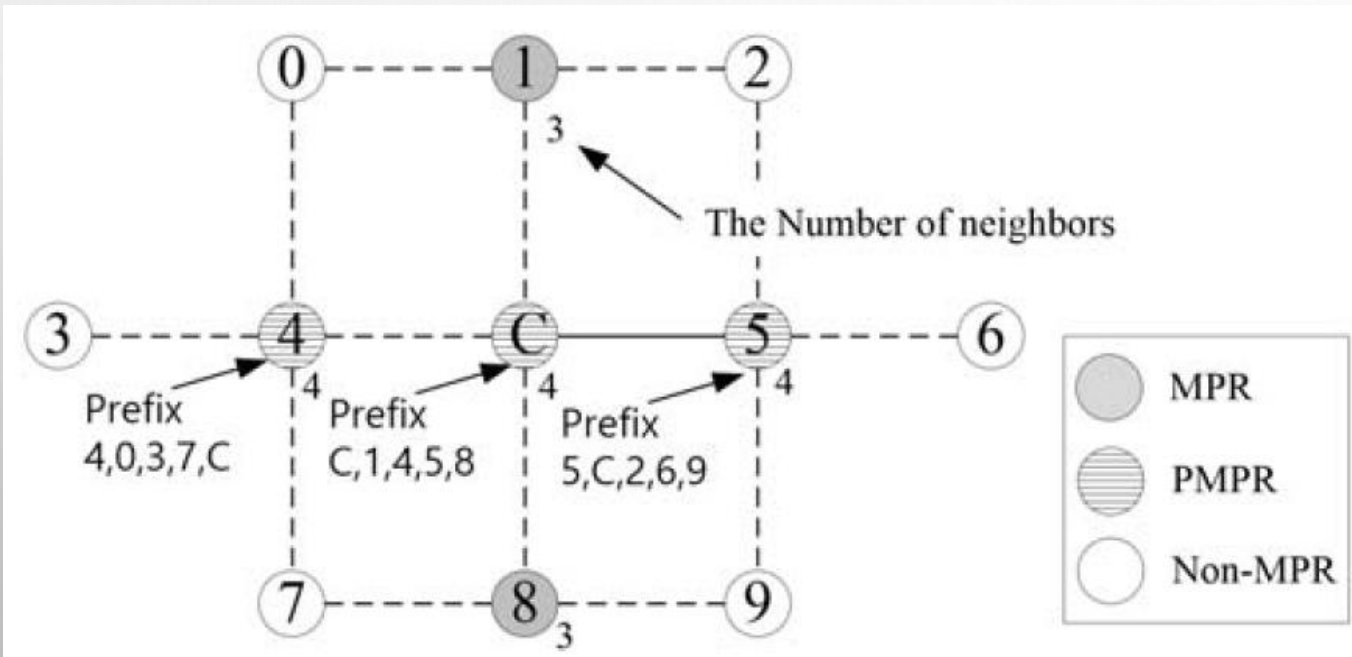 0 1 2
3
The Number of neighbors
3 4 C 5 6
4 4 4
Prefix
4,0,3,7,C
Prefix
C,1,4,5,8
Prefix
5,C,2,6,9
7 8 9
3
MPR
PMPR
Non-MPR